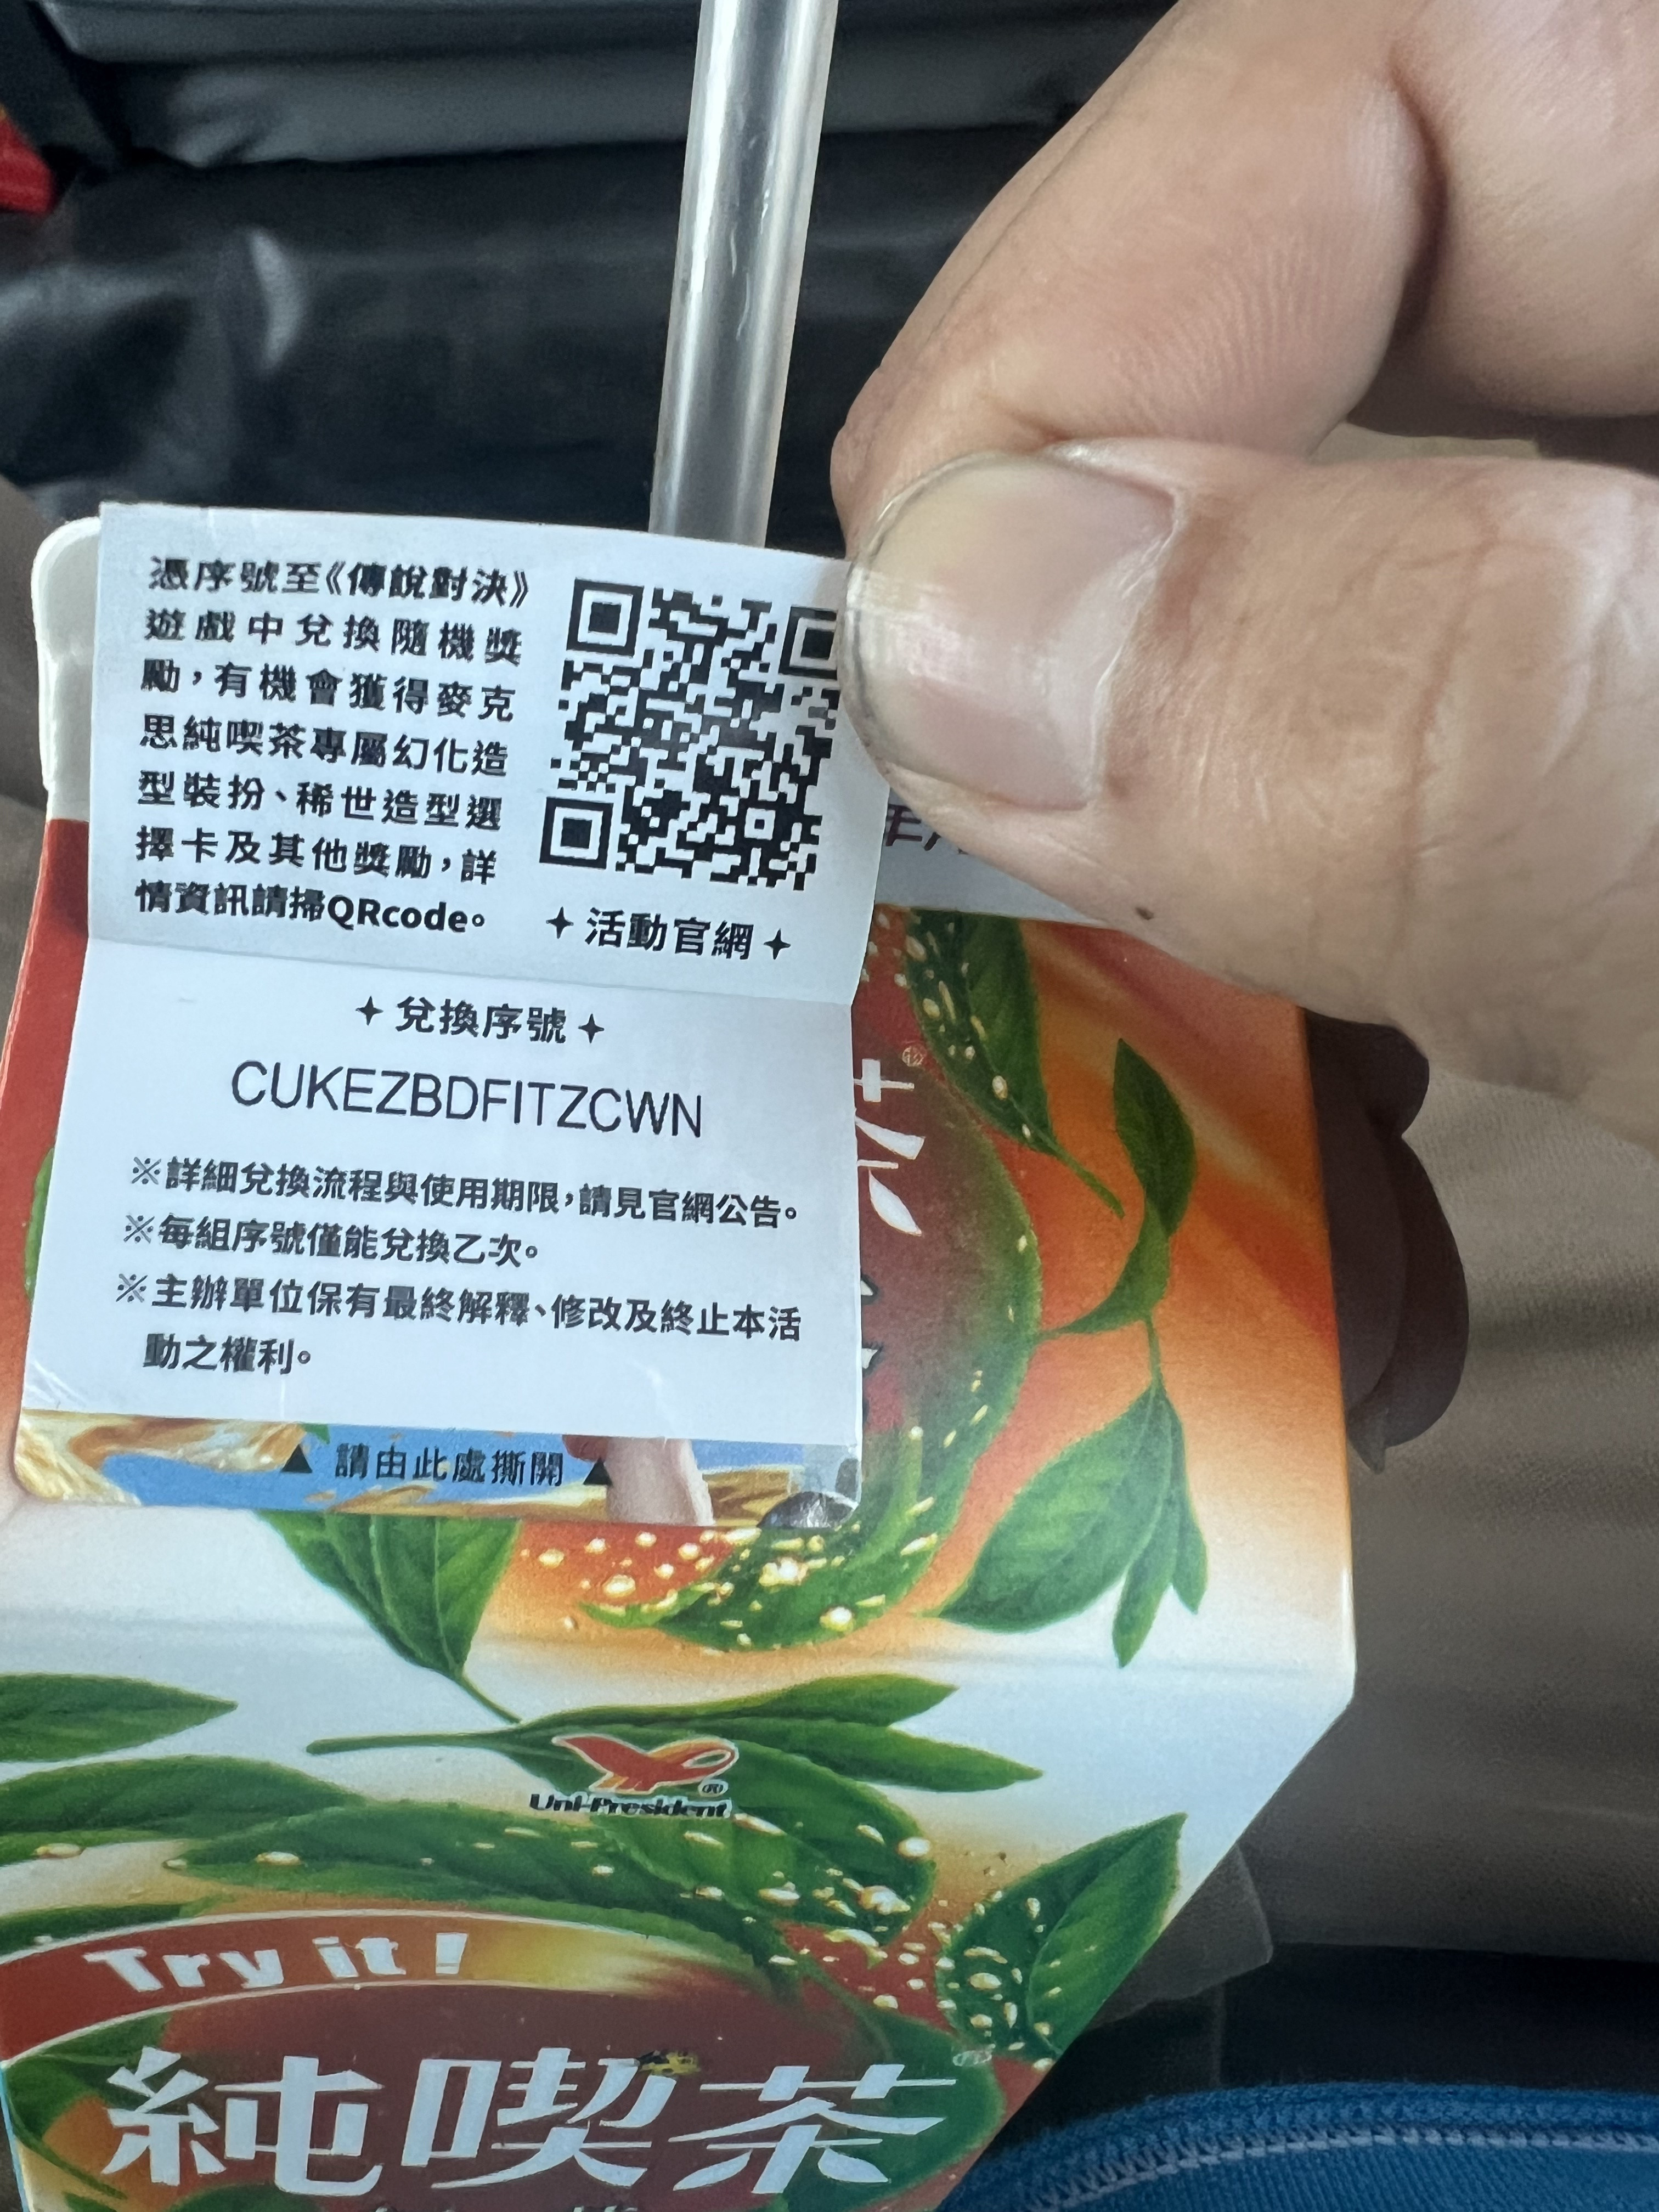 憑序號至《傳說對決》
遊戲中兌換隨機獎
勵，有機會獲得麥克
思純喫茶專屬幻化造
型裝扮、稀世造型選
擇卡及其他獎勵，詳
情資訊請掃QRcode。
✦活動官網✦
✦兌換序號✦
CUKEZBDFITZCWN
※詳細兌換流程與使用期限，請見官網公告。
※每組序號僅能兌換乙次。
※主辦單位保有最終解釋、修改及終止本活
動之權利。
▲ 請由此處撕開 ▲
茶
Uni-President
Try it!
純喫茶